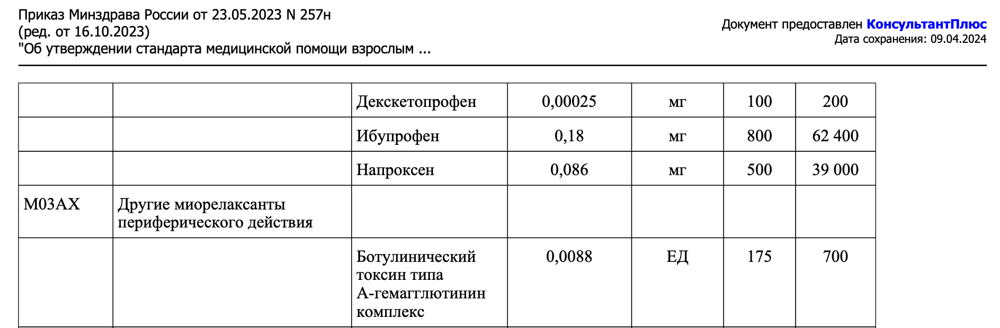 Приказ Минздрава России от 23.05.2023 N 257н
(ред. от 16.10.2023)
"Об утверждении стандарта медицинской помощи взрослым ...
Документ предоставлен КонсультантПлюс
Дата сохранения: 09.04.2024
Декскетопрофен 0,00025 мг 100 200
Ибупрофен 0,18 мг 800 62 400
Напроксен 0,086 мг 500 39 000
M03AX Другие миорелаксанты
периферического действия
Ботулинический 0,0088 ЕД 175 700
токсин типа
А-гемагглютинин
комплекс